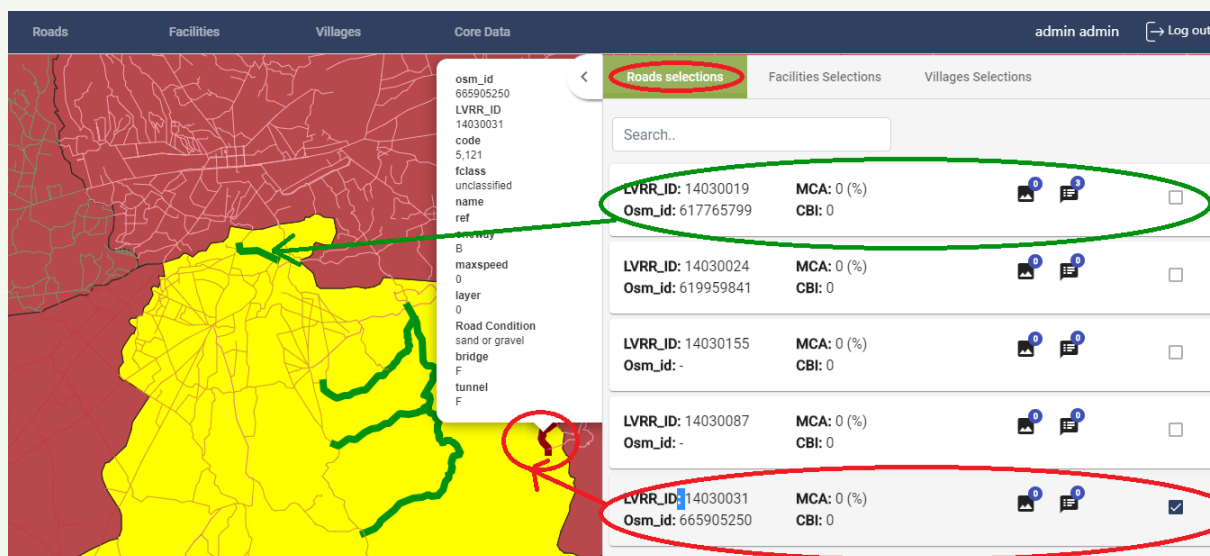 Roads Facilities Villages Core Data admin admin Log out
osm_id
665905250
LVRR_ID
14030031
code
5,121
fclass
unclassified
name
ref
oneway
B
maxspeed
0
layer
0
Road Condition
sand or gravel
bridge
F
tunnel
F
Roads selections Facilities Selections Villages Selections
Search..
LVRR_ID: 14030019 MCA: 0 (%) 0 3
Osm_id: 617765799 CBI: 0
LVRR_ID: 14030024 MCA: 0 (%) 0 0
Osm_id: 619959841 CBI: 0
LVRR_ID: 14030155 MCA: 0 (%) 0 0
Osm_id: - CBI: 0
LVRR_ID: 14030087 MCA: 0 (%) 0 0
Osm_id: - CBI: 0
LVRR_ID: 14030031 MCA: 0 (%) 0 0
Osm_id: 665905250 CBI: 0